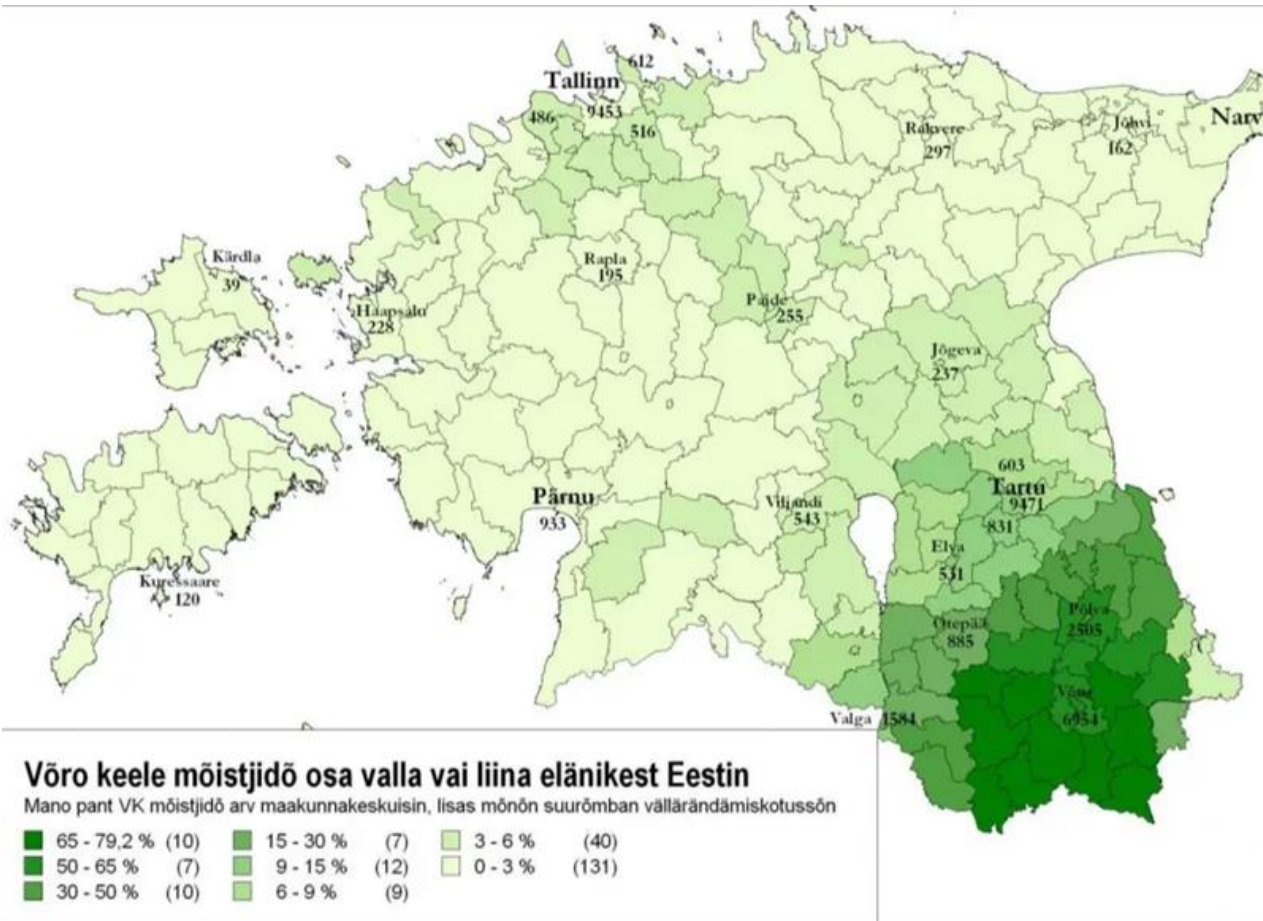 612
Tallinn
9453
486
516
Rakvere
297
Jõhvi
162
Narv
Kärdla
39
Rapla
195
Haapsalu
228
Paide
255
Jõgeva
237
603
Tartu
9471
831
Pärnu
933
Viljandi
543
Elva
531
Kuressaare
120
Põlva
2505
Otepää
885
Võru
6954
Valga 1584
Võro keele mõistjidõ osa valla vai liina elänikest Eestin
Mano pant VK mõistjidõ arv maakunnakeskuisin, lisas mõnõn suurõmban vällärändämiskotussõn
65 - 79,2 % (10) 15 - 30 % (7) 3 - 6 % (40)
50 - 65 % (7) 9 - 15 % (12) 0 - 3 % (131)
30 - 50 % (10) 6 - 9 % (9)